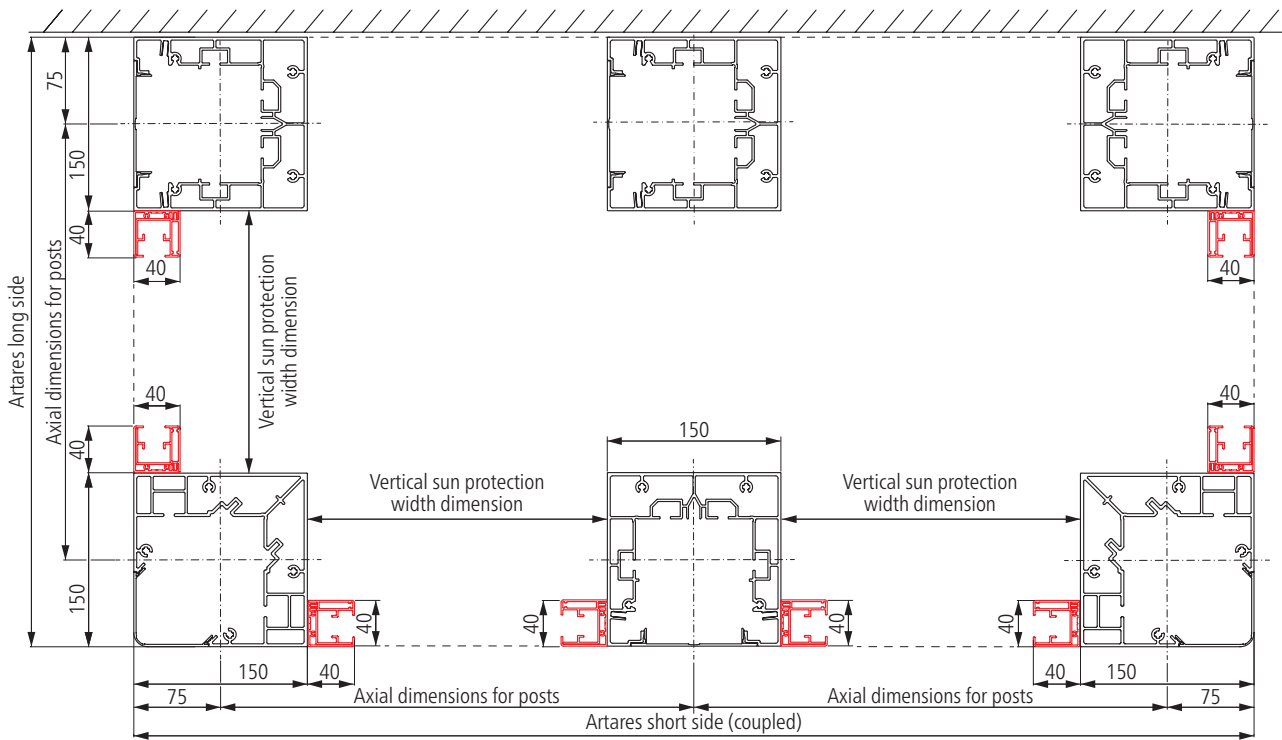 75
150
40
40
40
Artares long side
Axial dimensions for posts
Vertical sun protection
width dimension
40
40
40
150
40
Vertical sun protection
width dimension
Vertical sun protection
width dimension
150
40
40
40
40
150
40
40
150
75
Axial dimensions for posts
Axial dimensions for posts
75
Artares short side (coupled)